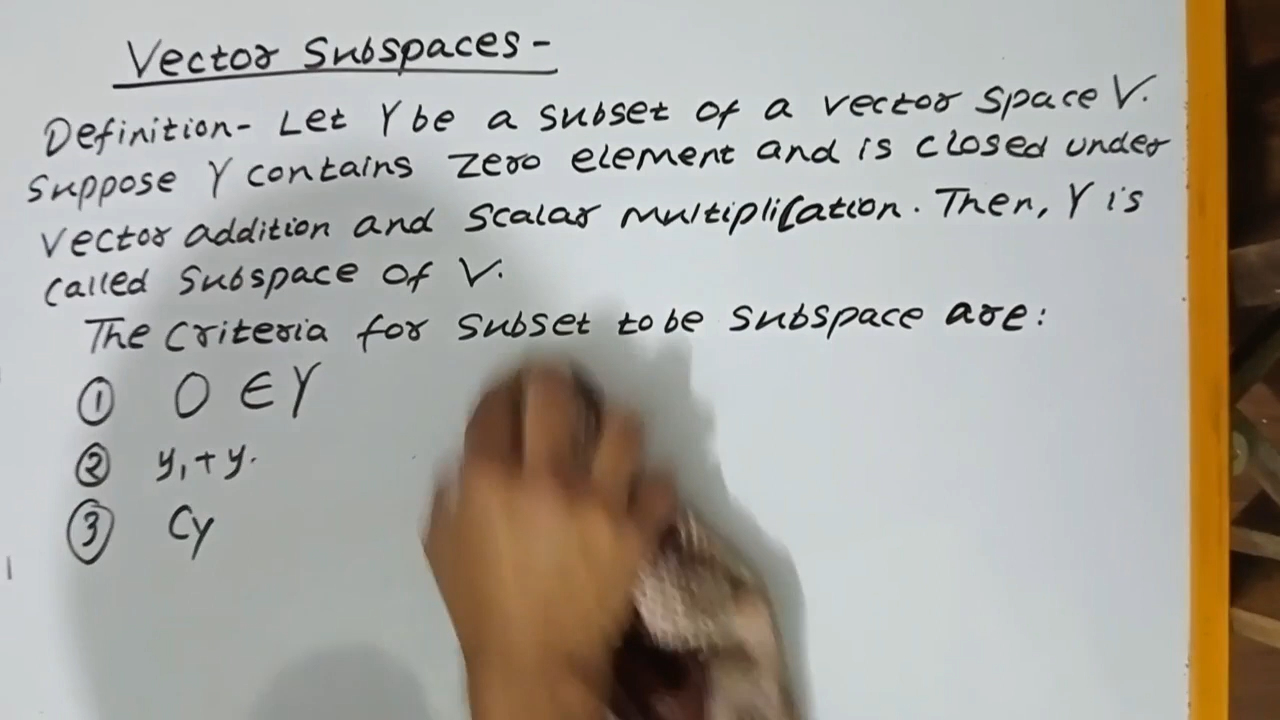 Vector Subspaces -
Definition- Let Y be a subset of a vector space V.
Suppose Y contains zero element and is closed under
vector addition and scalar multiplication. Then, Y is
called subspace of V.
The criteria for subset to be subspace are:
① 0 ∈ Y
② y₁ + y.
③ Cy